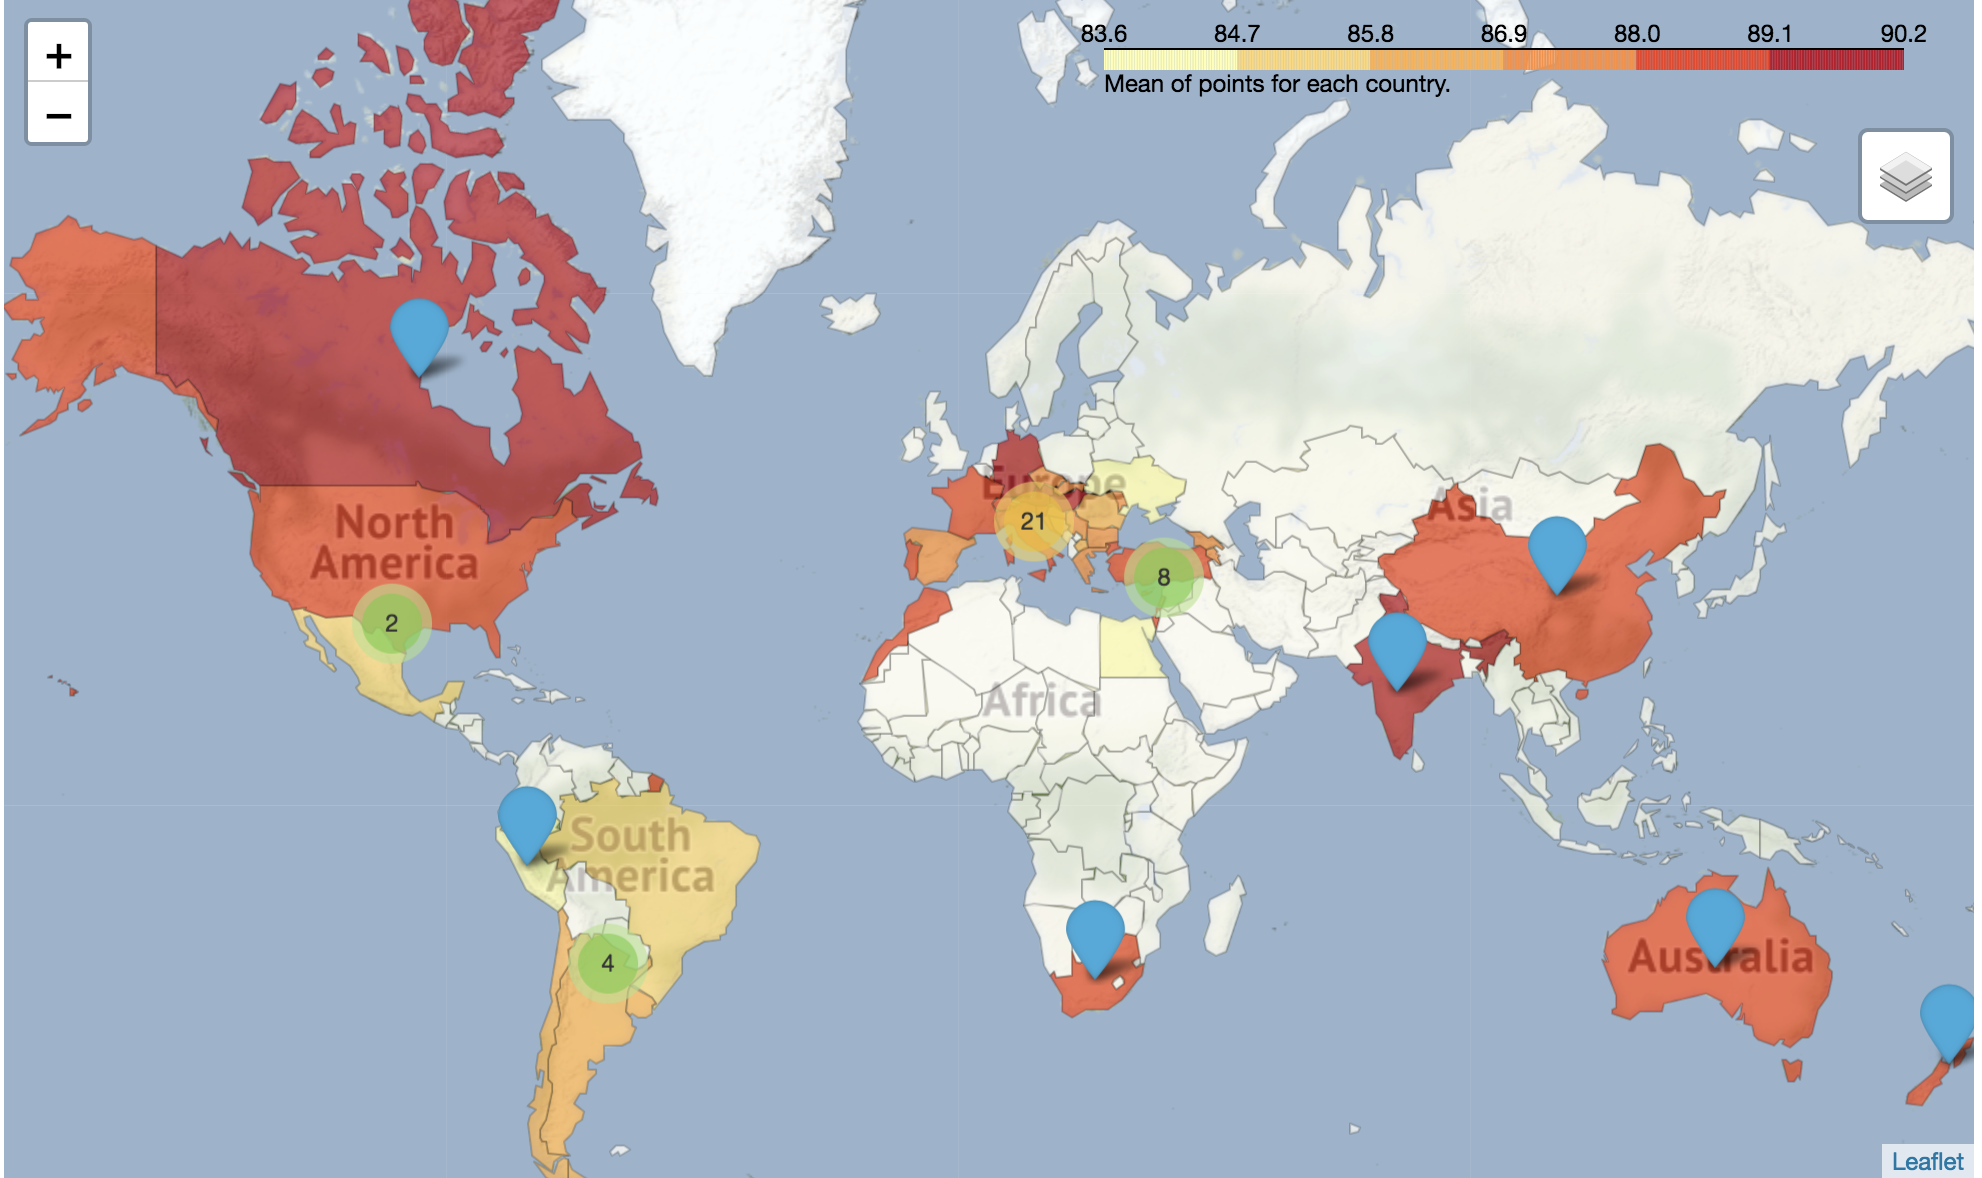 +
−
83.6 84.7 85.8 86.9 88.0 89.1 90.2
Mean of points for each country.
North
America
Europe
Asia
21
8
2
Africa
South
America
4
Australia
Leaflet